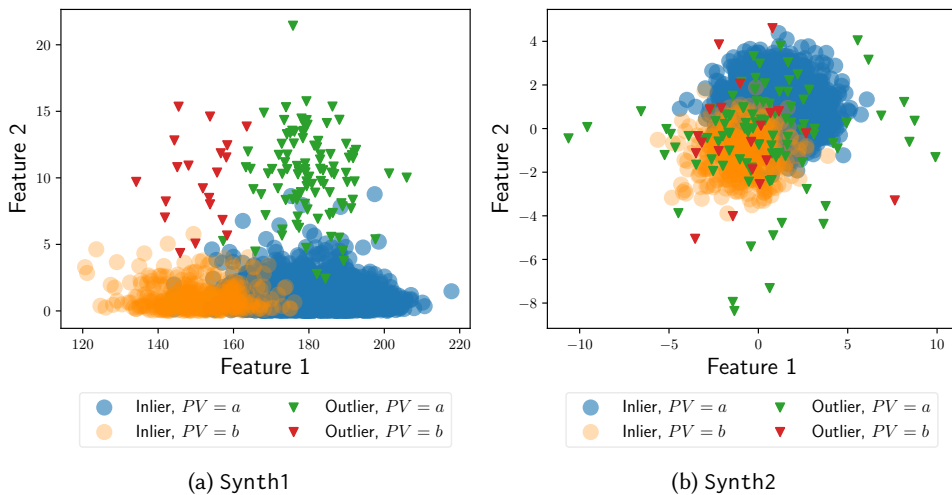 20
15
10
5
0
Feature 2
120 140 160 180 200 220
Feature 1
Inlier, PV = a
Outlier, PV = a
Inlier, PV = b
Outlier, PV = b
(a) Synth1
4
2
0
−2
−4
−6
−8
Feature 2
−10 −5 0 5 10
Feature 1
Inlier, PV = a
Outlier, PV = a
Inlier, PV = b
Outlier, PV = b
(b) Synth2